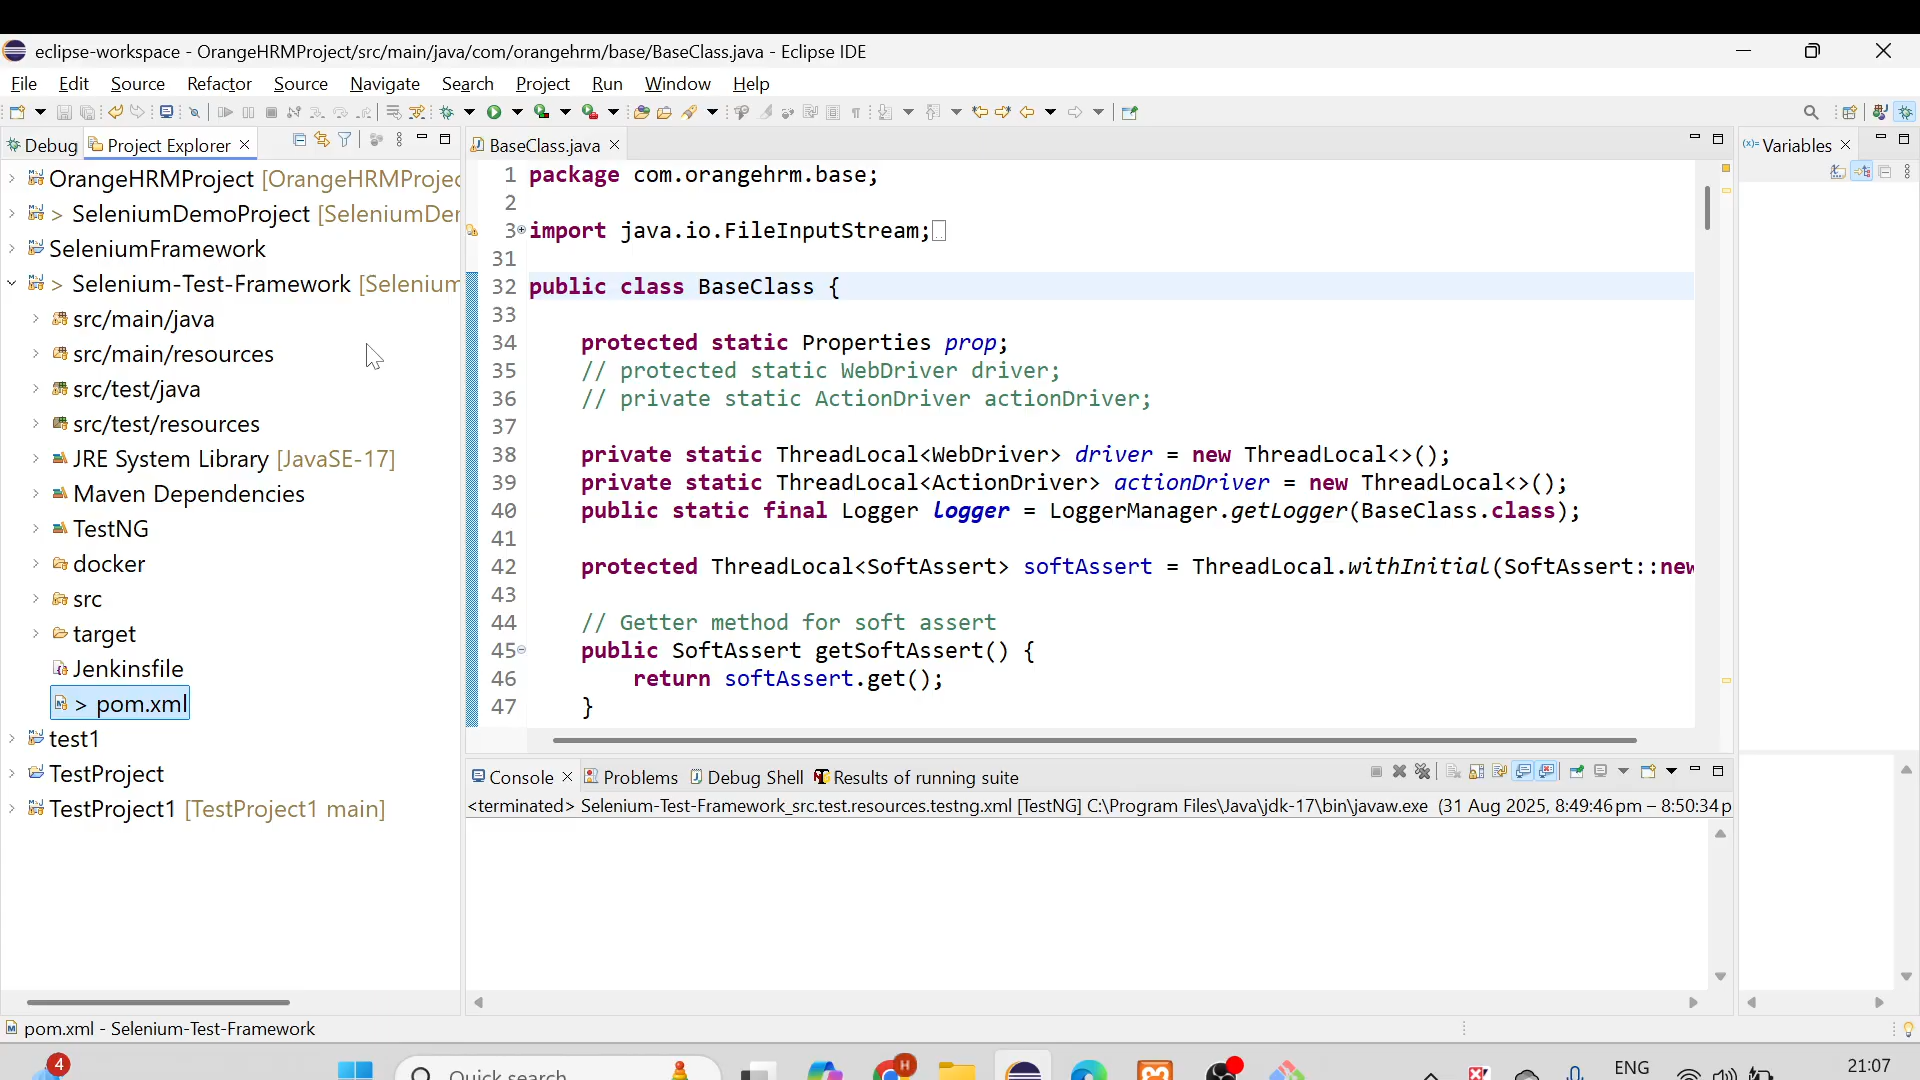 eclipse-workspace - OrangeHRMProject/src/main/java/com/orangehrm/base/BaseClass.java - Eclipse IDE
File Edit Source Refactor Source Navigate Search Project Run Window Help
Debug Project Explorer
BaseClass.java
Variables
OrangeHRMProject [OrangeHRMProjec
> SeleniumDemoProject [SeleniumDer
SeleniumFramework
> Selenium-Test-Framework [Selenium
src/main/java
src/main/resources
src/test/java
src/test/resources
JRE System Library [JavaSE-17]
Maven Dependencies
TestNG
docker
src
target
Jenkinsfile
> pom.xml
test1
TestProject
TestProject1 [TestProject1 main]
1 package com.orangehrm.base;
2
3 import java.io.FileInputStream;
31
32 public class BaseClass {
33
34 protected static Properties prop;
35 // protected static WebDriver driver;
36 // private static ActionDriver actionDriver;
37
38 private static ThreadLocal<WebDriver> driver = new ThreadLocal<>();
39 private static ThreadLocal<ActionDriver> actionDriver = new ThreadLocal<>();
40 public static final Logger logger = LoggerManager.getLogger(BaseClass.class);
41
42 protected ThreadLocal<SoftAssert> softAssert = ThreadLocal.withInitial(SoftAssert::new
43
44 // Getter method for soft assert
45 public SoftAssert getSoftAssert() {
46 return softAssert.get();
47 }
Console Problems Debug Shell Results of running suite
<terminated> Selenium-Test-Framework_src.test.resources.testng.xml [TestNG] C:\Program Files\Java\jdk-17\bin\javaw.exe (31 Aug 2025, 8:49:46 pm – 8:50:34 p
pom.xml - Selenium-Test-Framework
4
Quick search
H
ENG
21:07